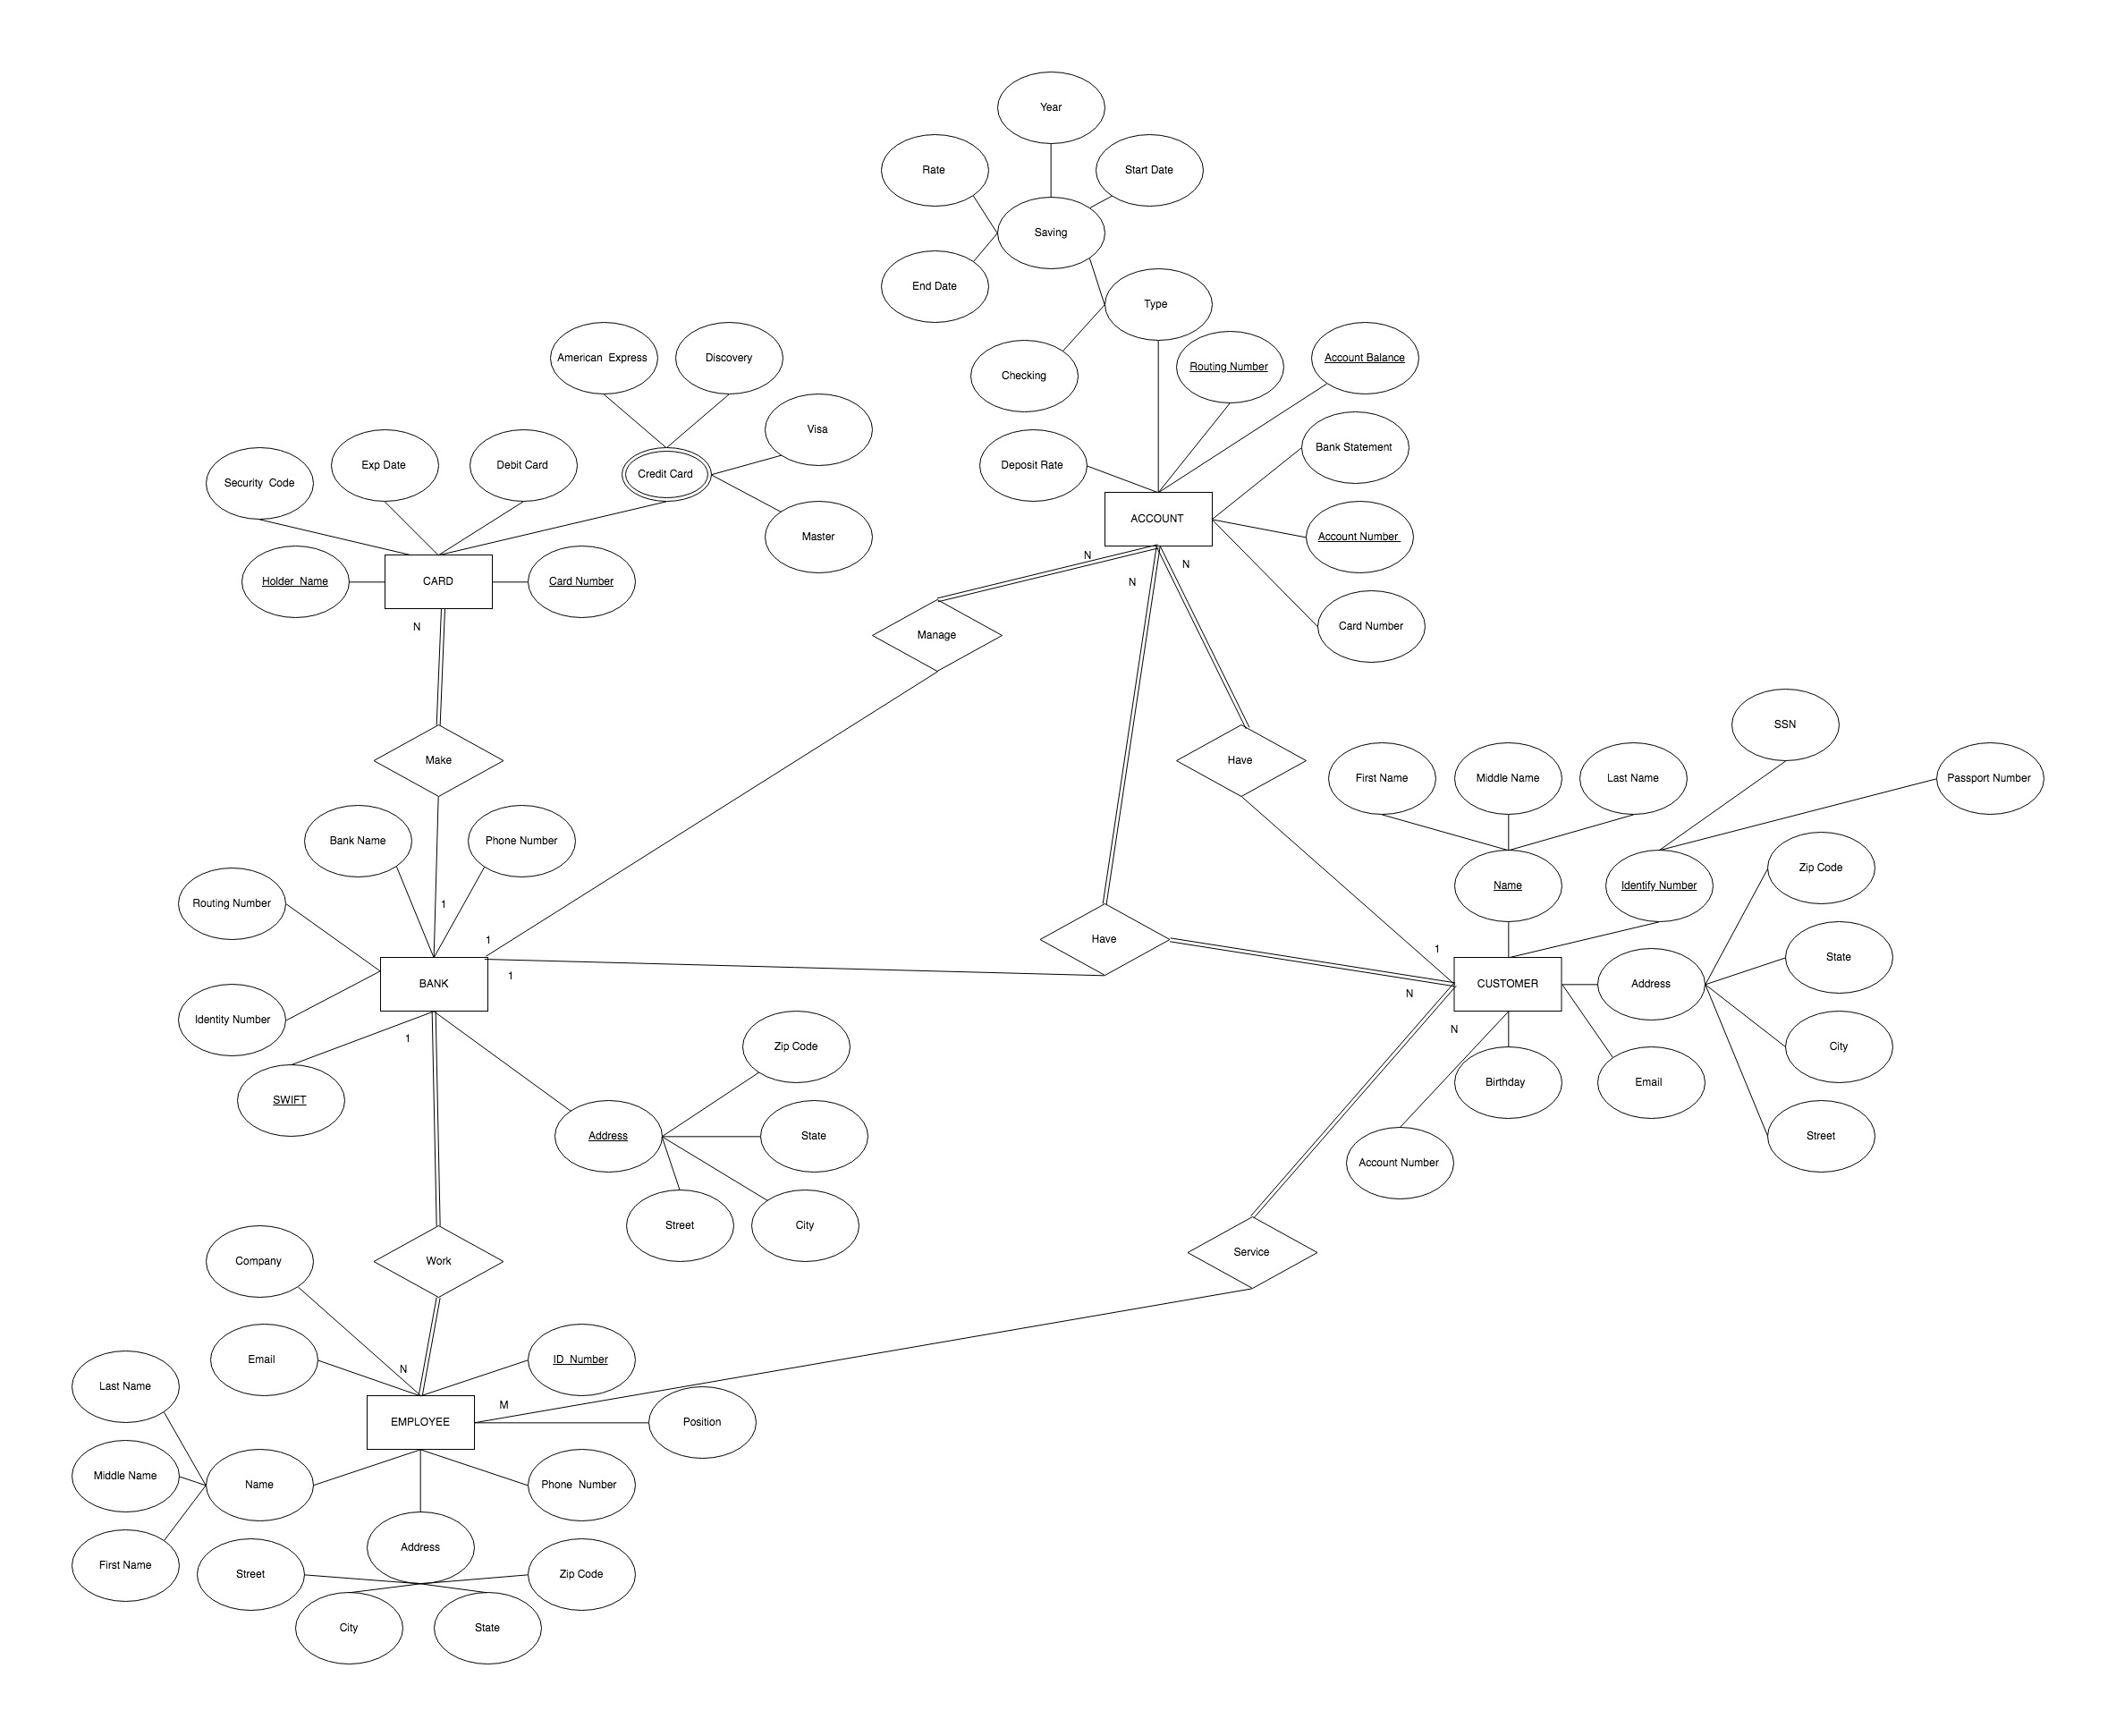 Year
Rate
Start Date
Saving
End Date
Type
American  Express
Discovery
Routing Number
Account Balance
Checking
Visa
Bank Statement
Exp Date
Debit Card
Deposit Rate
Security  Code
Credit Card
ACCOUNT
Master
Account Number
N
N
Holder  Name
CARD
Card Number
N
N
Manage
Card Number
SSN
Make
Have
First Name
Middle Name
Last Name
Passport Number
Bank Name
Phone Number
Zip Code
Name
Identify Number
Routing Number
1
1
Have
1
State
1
BANK
CUSTOMER
Address
N
Identity Number
1
N
Zip Code
City
Birthday
Email
SWIFT
Address
State
Street
Account Number
Street
City
Company
Work
Service
Email
N
ID  Number
Last Name
M
EMPLOYEE
Position
Middle Name
Name
Phone  Number
Address
First Name
Street
Zip Code
City
State